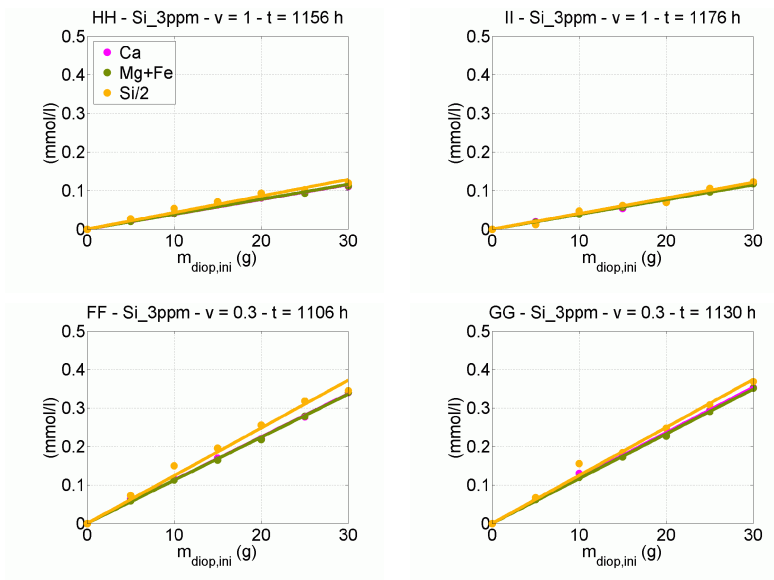 HH - Si_3ppm - v = 1 - t = 1156 h
0.5
0.4
0.3
0.2
0.1
0
(mmol/l)
Ca
Mg+Fe
Si/2
0 10 20 30
m_diop,ini (g)
II - Si_3ppm - v = 1 - t = 1176 h
0.5
0.4
0.3
0.2
0.1
0
(mmol/l)
0 10 20 30
m_diop,ini (g)
FF - Si_3ppm - v = 0.3 - t = 1106 h
0.5
0.4
0.3
0.2
0.1
0
(mmol/l)
0 10 20 30
m_diop,ini (g)
GG - Si_3ppm - v = 0.3 - t = 1130 h
0.5
0.4
0.3
0.2
0.1
0
(mmol/l)
0 10 20 30
m_diop,ini (g)